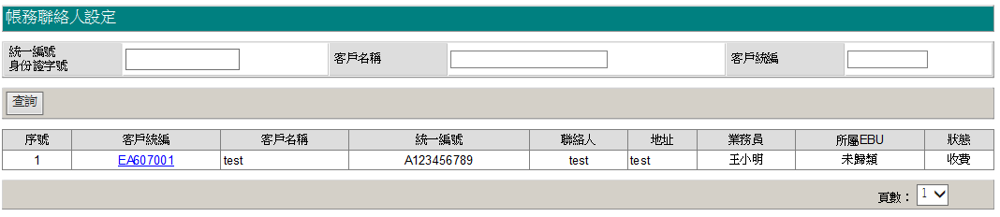 帳務聯絡人設定
統一編號
身份證字號
客戶名稱
客戶統編
查詢
序號 客戶統編 客戶名稱 統一編號 聯絡人 地址 業務員 所屬EBU 狀態
1 EA607001 test A123456789 test test 王小明 未歸類 收費
頁數： 1